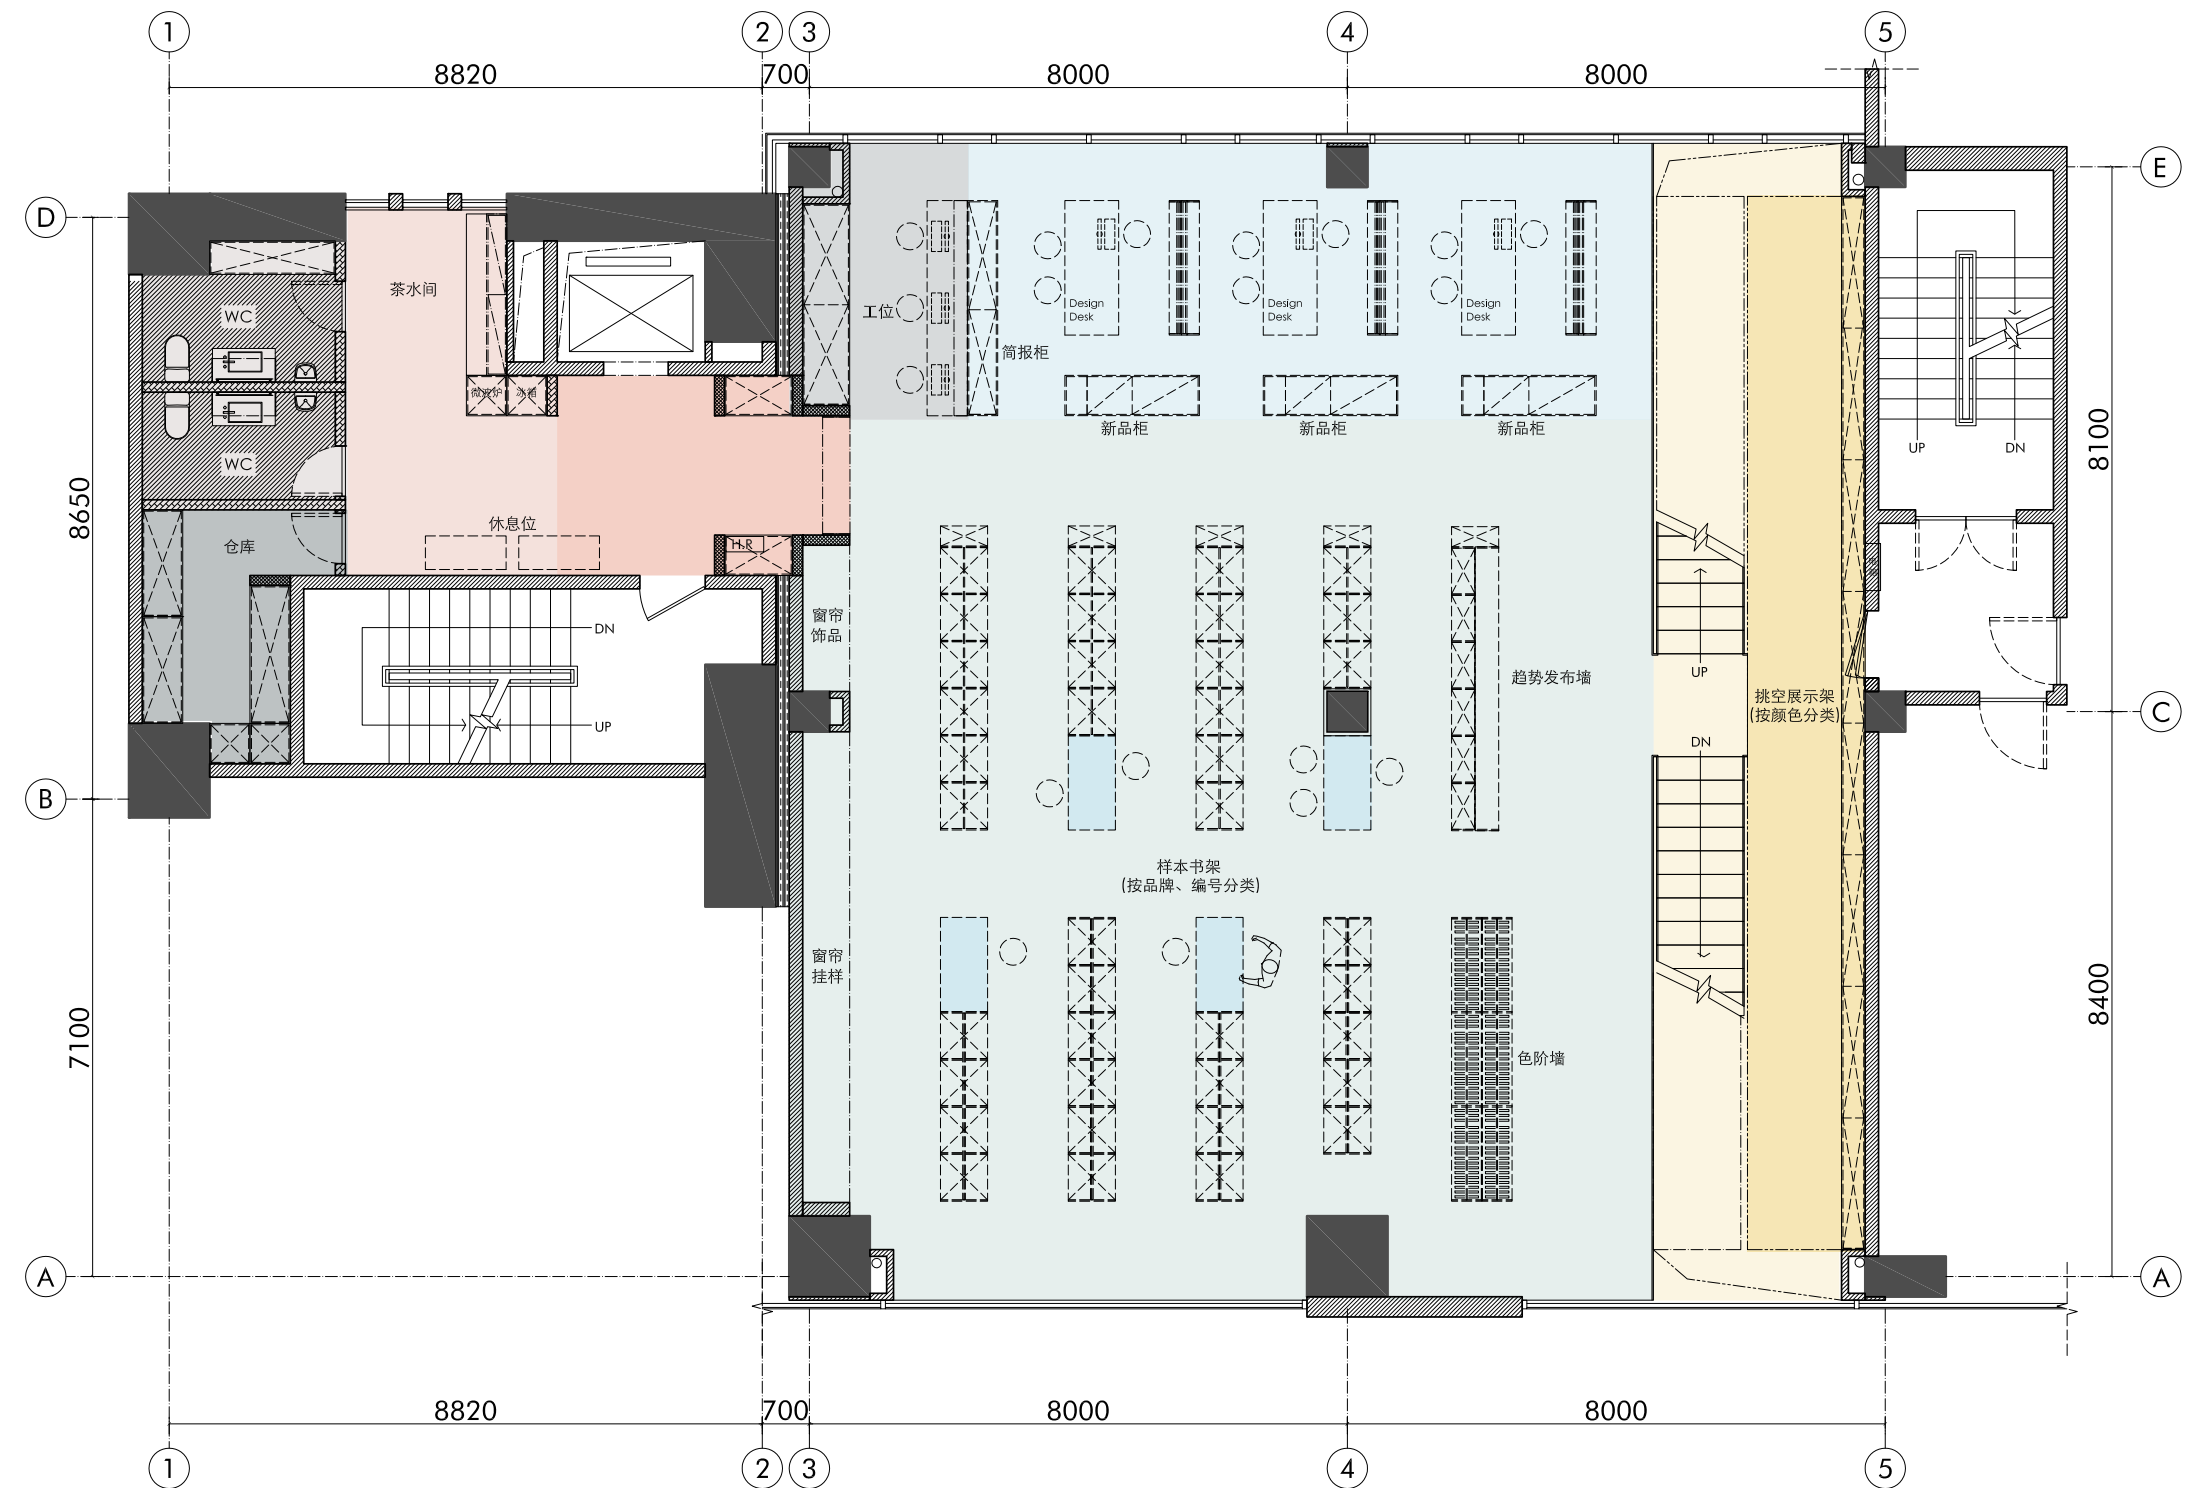 1
2
3
4
5
8820
700
8000
8000
E
D
茶水间
WC
工位
Design
Desk
Design
Desk
Design
Desk
简报柜
微波炉
冰箱
新品柜
新品柜
新品柜
UP
DN
8100
WC
8650
休息位
H.R
仓库
窗帘
饰品
DN
UP
趋势发布墙
UP
挑空展示架
(按颜色分类)
C
DN
B
样本书架
(按品牌、编号分类)
窗帘
挂样
7100
8400
色阶墙
A
A
8820
700
8000
8000
1
2
3
4
5